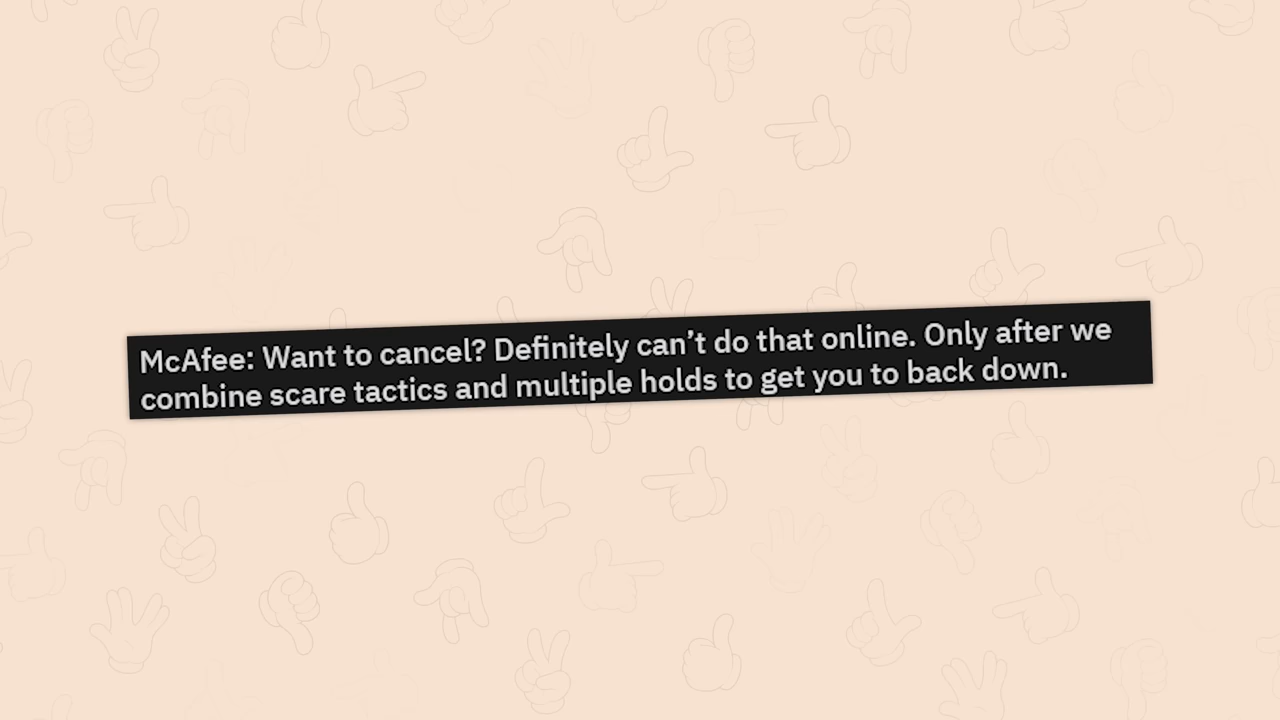 McAfee: Want to cancel? Definitely can’t do that online. Only after we
combine scare tactics and multiple holds to get you to back down.